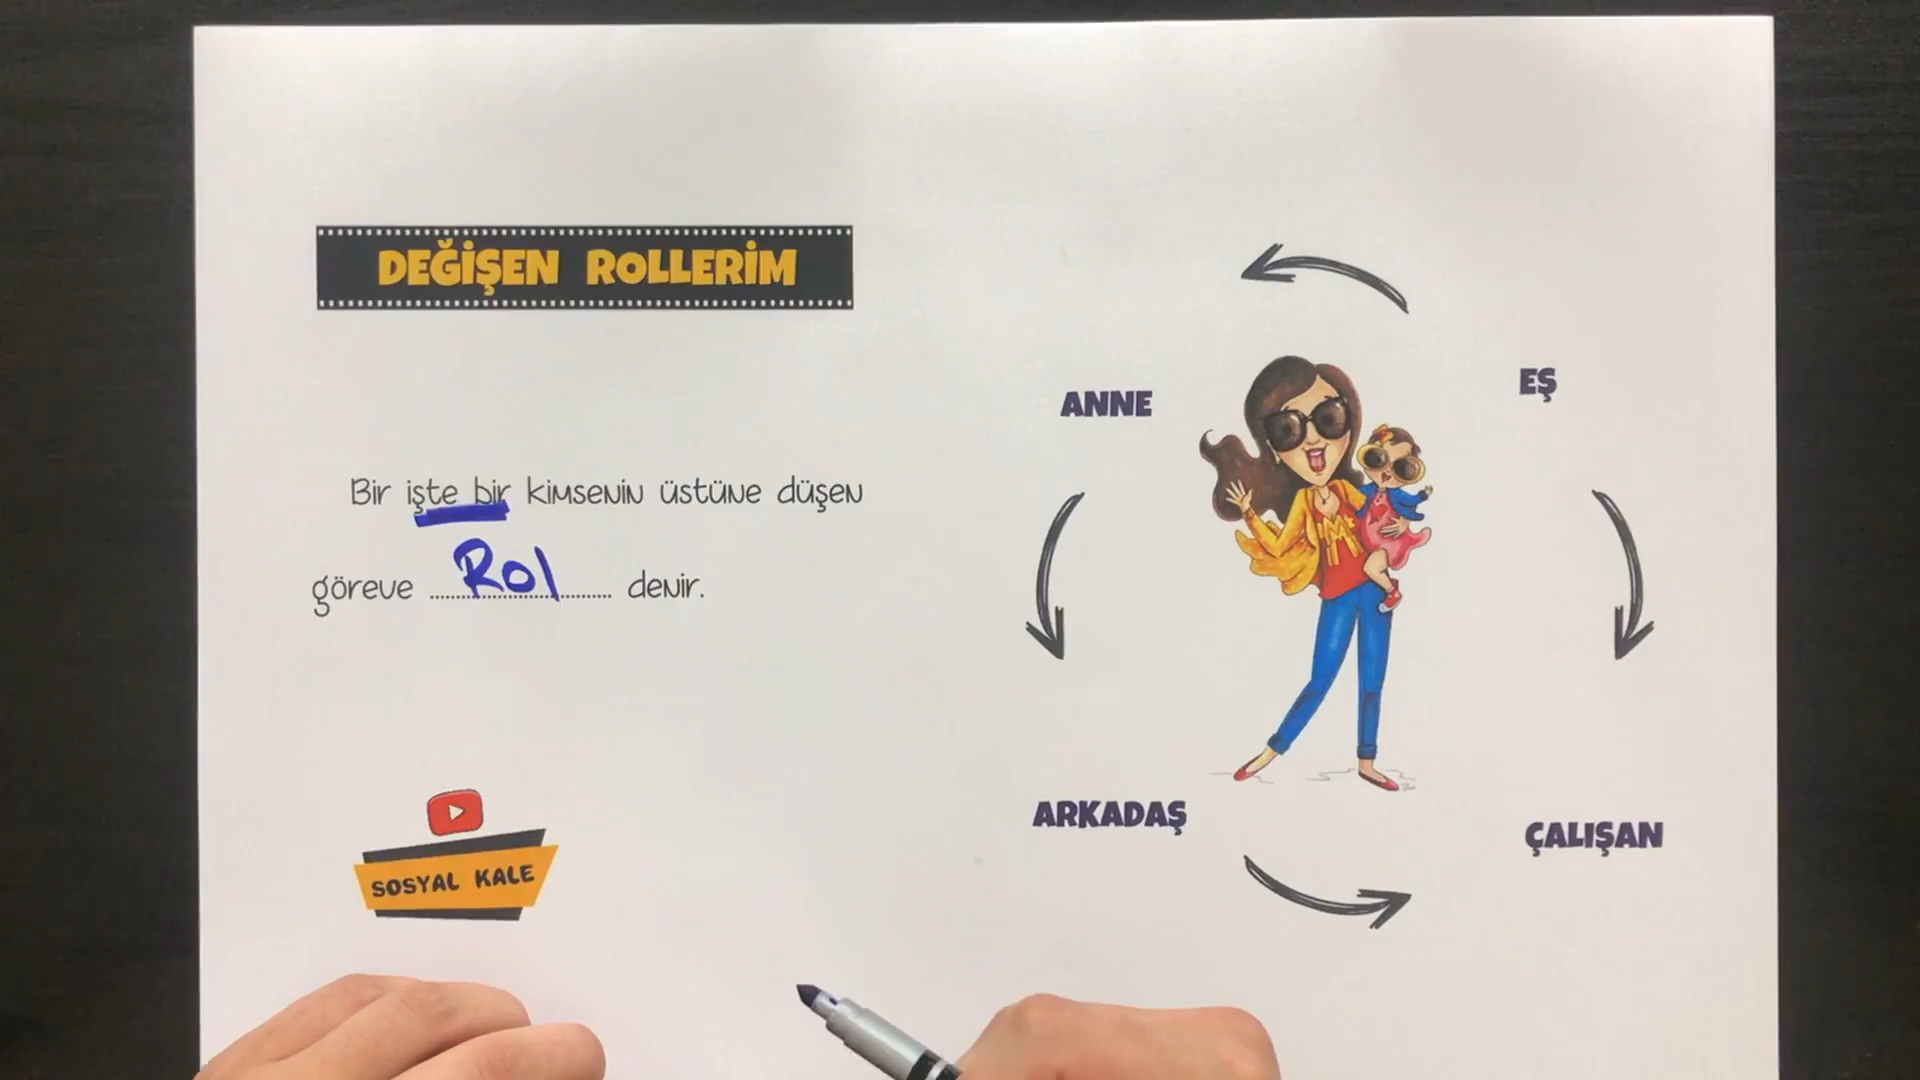 DEĞİŞEN ROLLERİM
Bir işte bir kimsenin üstüne düşen
göreve Rol denir.
SOSYAL KALE
ANNE
EŞ
ARKADAŞ
ÇALIŞAN